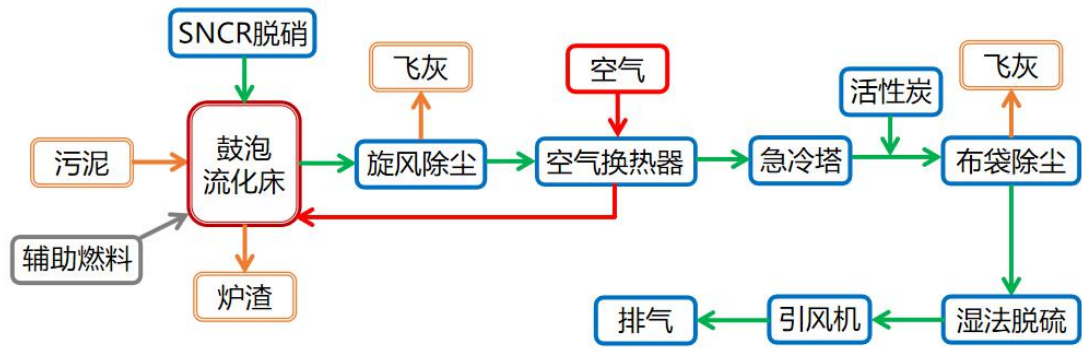 SNCR脱硝
飞灰
空气
活性炭
飞灰
污泥
鼓泡
流化床
旋风除尘
空气换热器
急冷塔
布袋除尘
辅助燃料
炉渣
排气
引风机
湿法脱硫